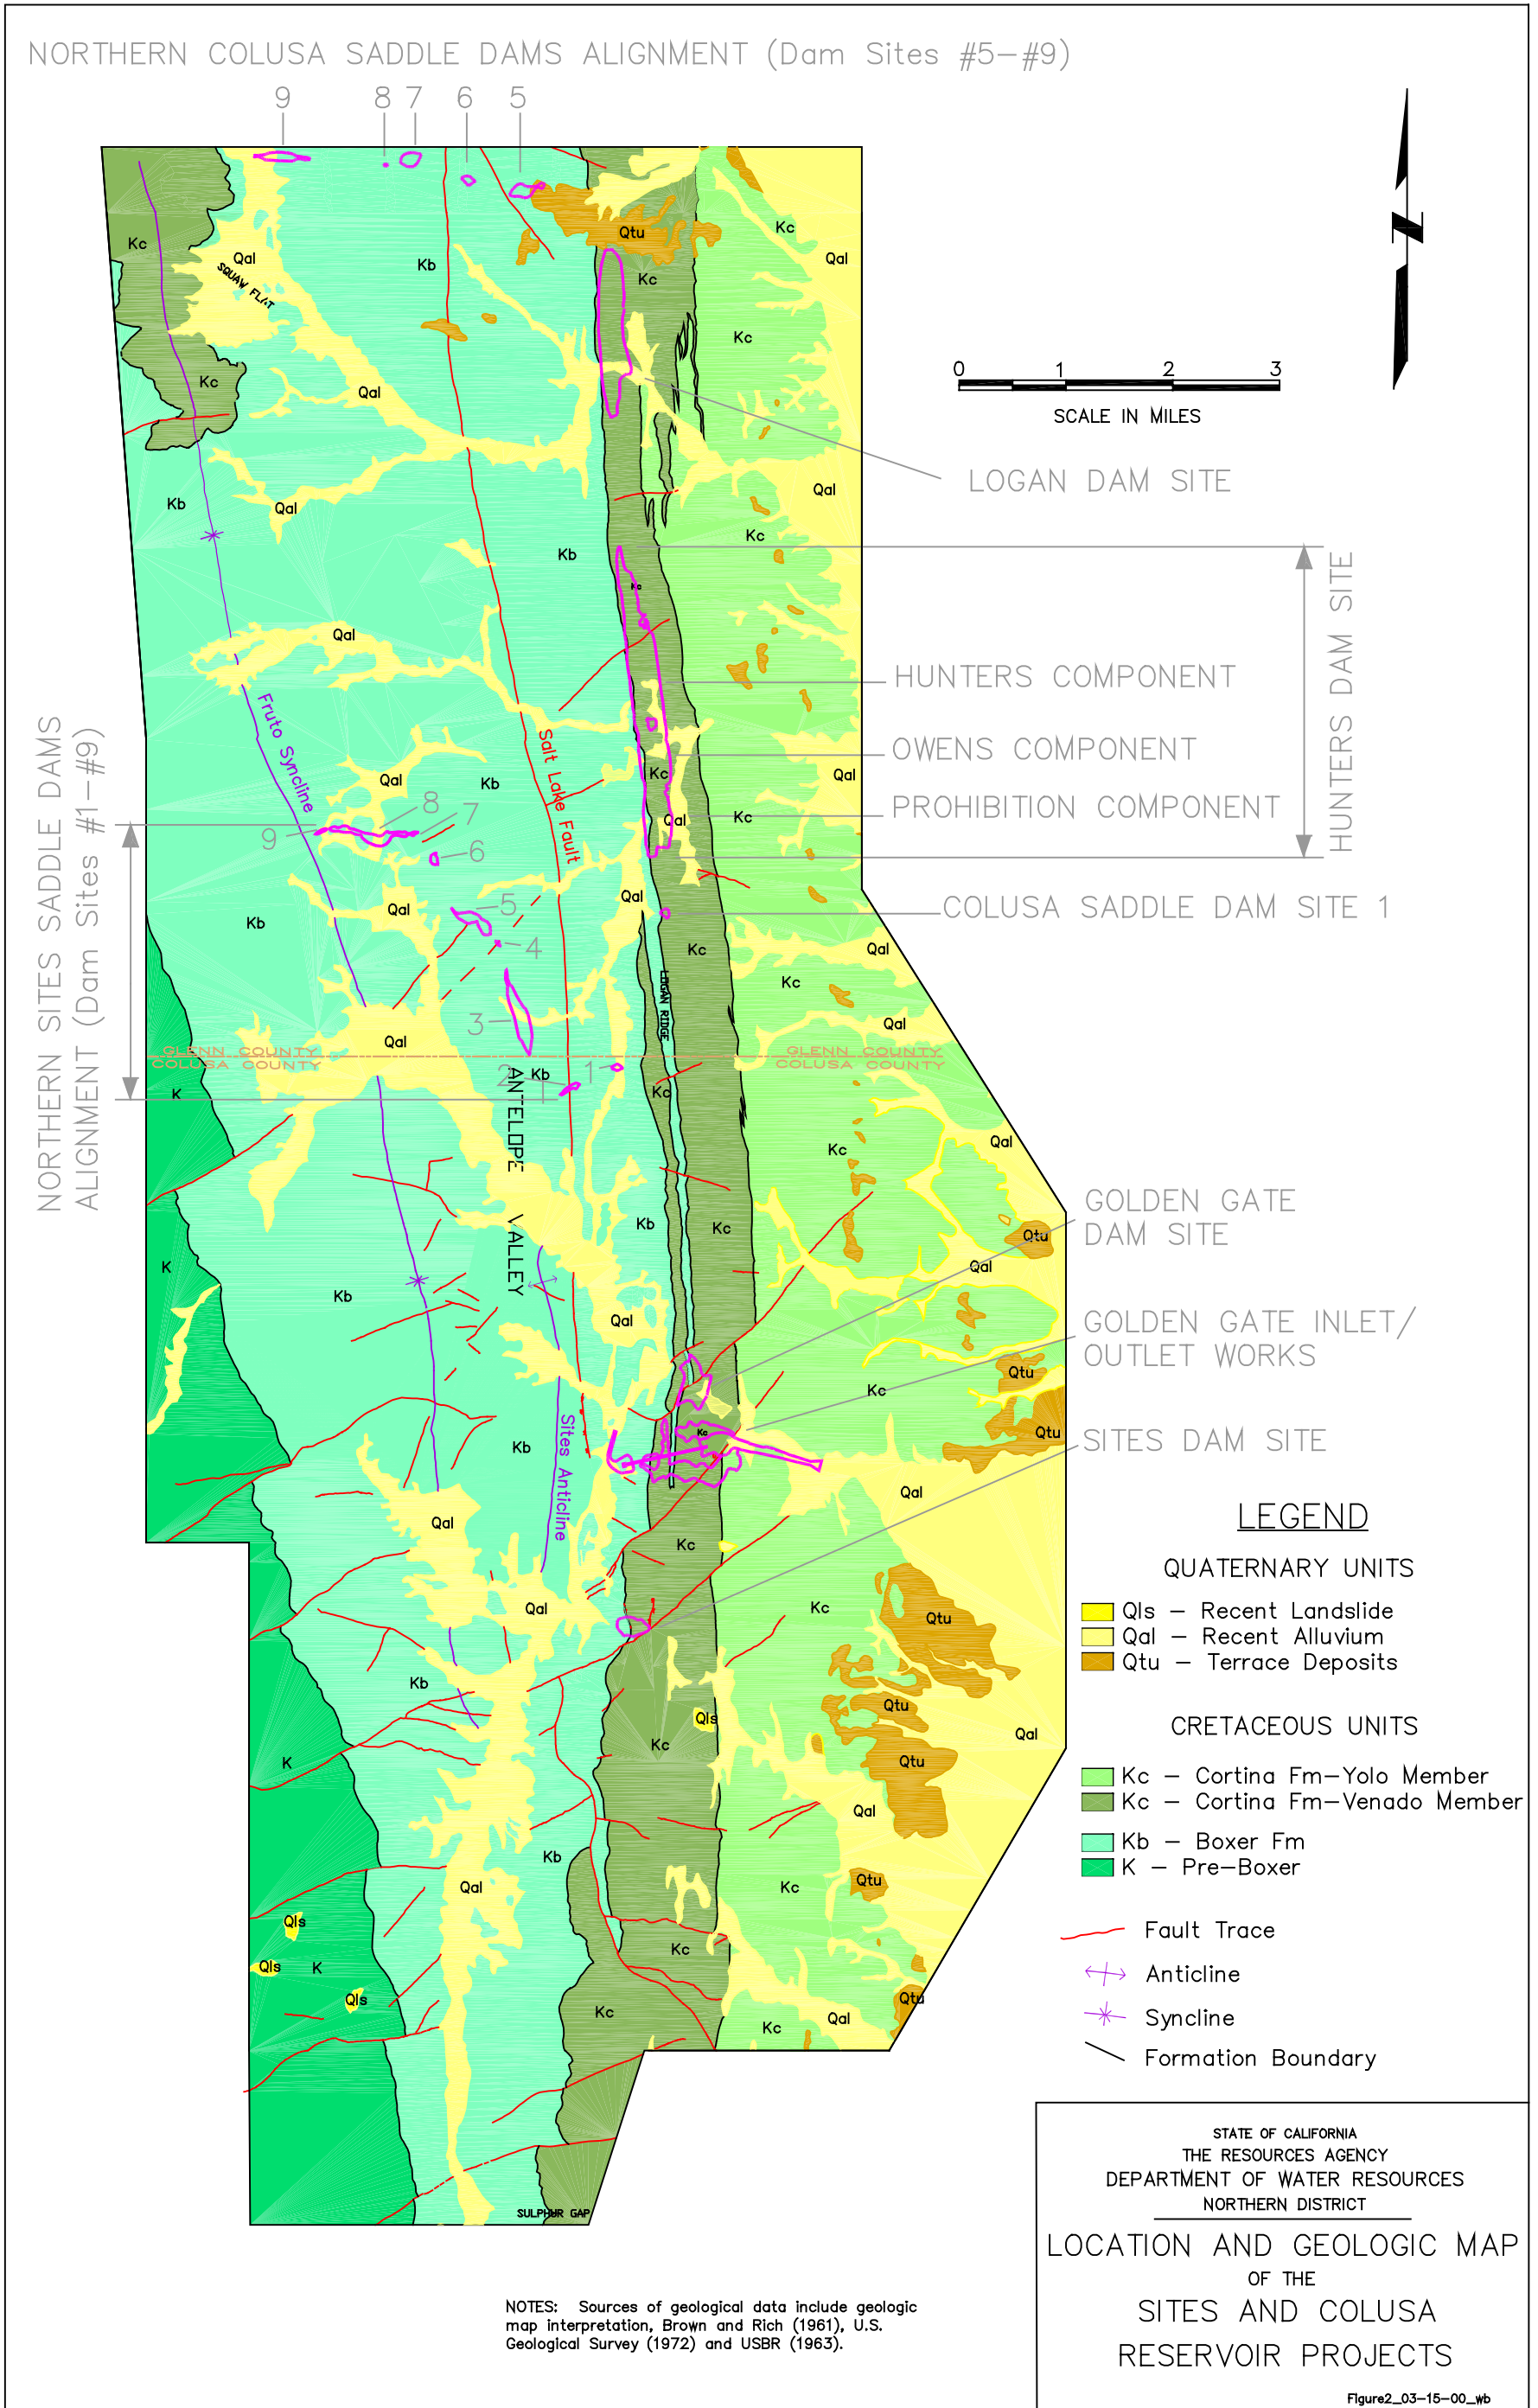 NORTHERN COLUSA SADDLE DAMS ALIGNMENT (Dam Sites #5-#9)
9 8 7 6 5
Kc
Qal
SQUAW FLAT
Kb
Qtu
Kc
Kc
Qal
Kc
Kc
Qal
0 1 2 3
SCALE IN MILES
LOGAN DAM SITE
Kb
Qal
Kb
Qal
Kc
Kc
HUNTERS DAM SITE
Qal
HUNTERS COMPONENT
Fruto Syncline
Salt Lake Fault
OWENS COMPONENT
Qal
Kb
Kc
Qal
PROHIBITION COMPONENT
Qal
Kc
NORTHERN SITES SADDLE DAMS
ALIGNMENT (Dam Sites #1-#9)
9
8
7
6
5
4
3
2
1
Qal
Qal
COLUSA SADDLE DAM SITE 1
Kb
Kc
Qal
Kc
LOGAN RIDGE
Qal
Qal
GLENN COUNTY
COLUSA COUNTY
GLENN COUNTY
COLUSA COUNTY
Kb
K
Kc
ANTELOPE VALLEY
Kc
Qal
Kb
Kc
GOLDEN GATE
DAM SITE
Qtu
K
Qal
Kb
Qal
GOLDEN GATE INLET/
OUTLET WORKS
Qtu
Kc
Sites Anticline
Kb
Kc
Qtu
SITES DAM SITE
Qal
Qal
Kc
Qal
Kc
Qtu
Kb
Qls
Qtu
Kc
K
Qtu
Qal
Qal
Kb
Qal
Kc
Qtu
Qls
Kc
Qls
K
Qls
Kc
Qtu
Qal
Kc
SULPHUR GAP
LEGEND
QUATERNARY UNITS
Qls - Recent Landslide
Qal - Recent Alluvium
Qtu - Terrace Deposits
CRETACEOUS UNITS
Kc - Cortina Fm-Yolo Member
Kc - Cortina Fm-Venado Member
Kb - Boxer Fm
K - Pre-Boxer
Fault Trace
Anticline
Syncline
Formation Boundary
STATE OF CALIFORNIA
THE RESOURCES AGENCY
DEPARTMENT OF WATER RESOURCES
NORTHERN DISTRICT
LOCATION AND GEOLOGIC MAP
OF THE
SITES AND COLUSA
RESERVOIR PROJECTS
Figure2_03-15-00_wb
NOTES: Sources of geological data include geologic
map interpretation, Brown and Rich (1961), U.S.
Geological Survey (1972) and USBR (1963).